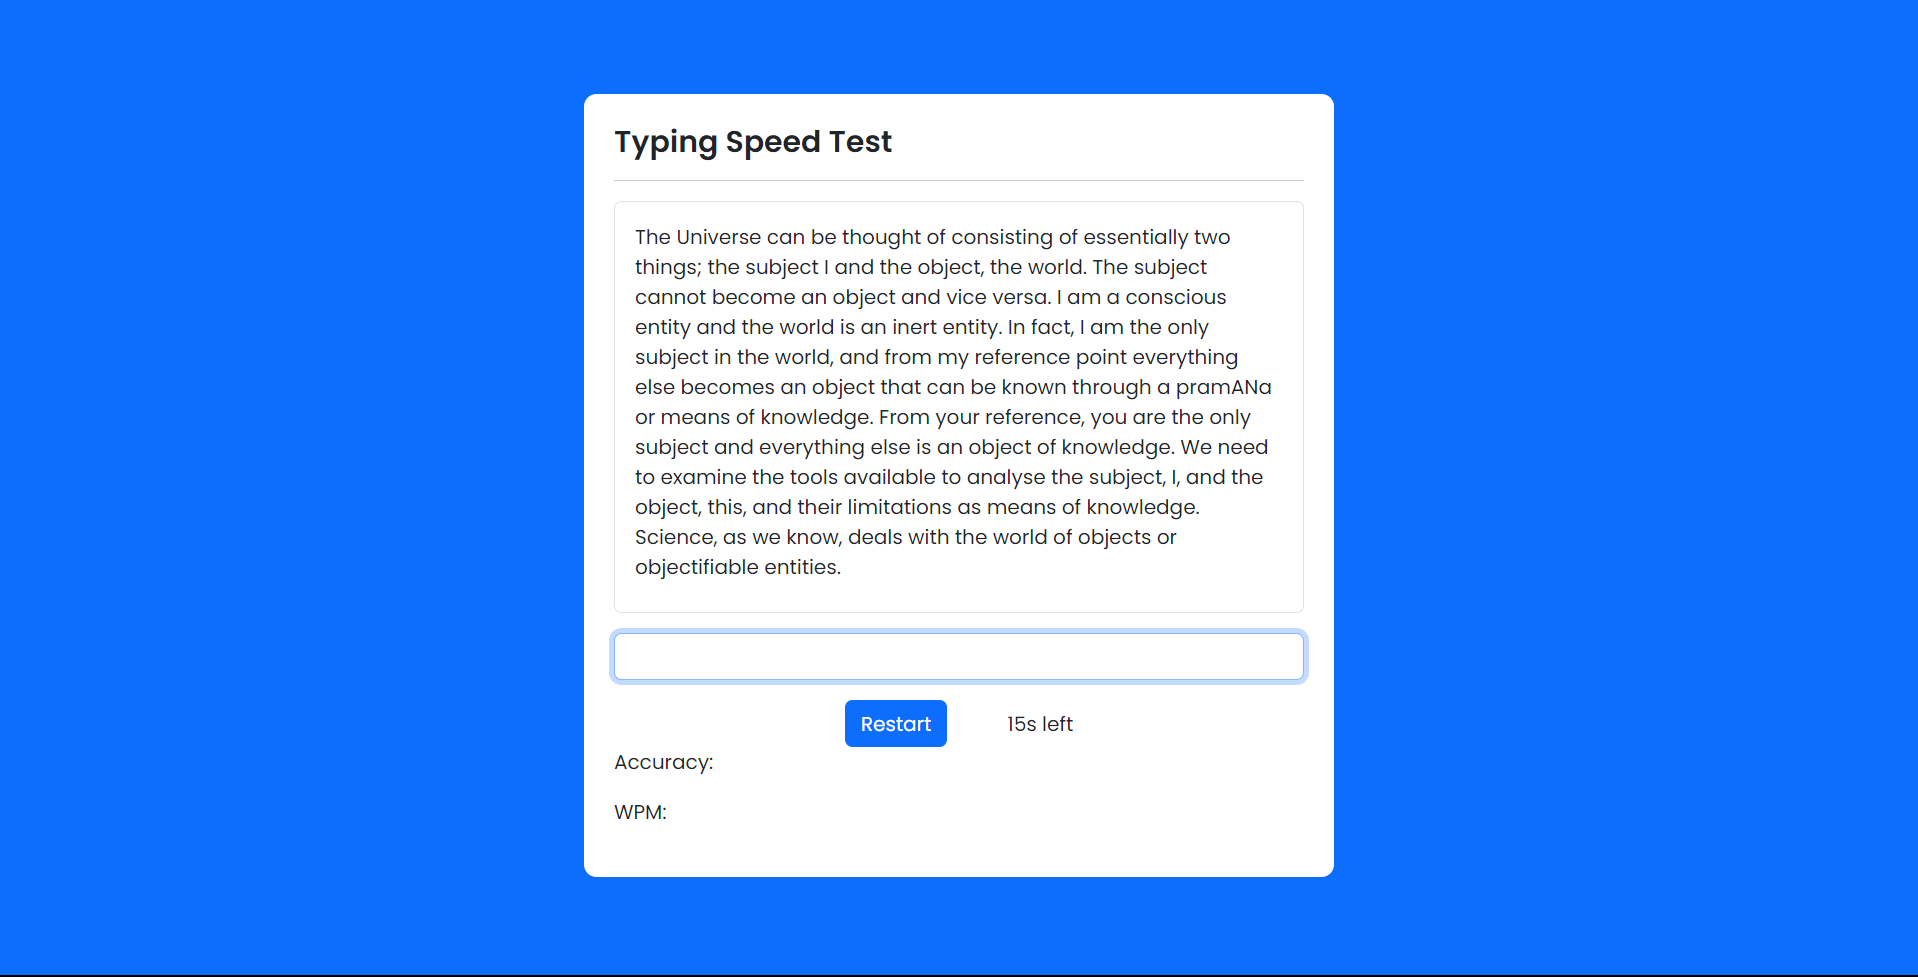 Typing Speed Test
The Universe can be thought of consisting of essentially two
things; the subject I and the object, the world. The subject
cannot become an object and vice versa. I am a conscious
entity and the world is an inert entity. In fact, I am the only
subject in the world, and from my reference point everything
else becomes an object that can be known through a pramANa
or means of knowledge. From your reference, you are the only
subject and everything else is an object of knowledge. We need
to examine the tools available to analyse the subject, I, and the
object, this, and their limitations as means of knowledge.
Science, as we know, deals with the world of objects or
objectifiable entities.
Restart 15s left
Accuracy:
WPM: